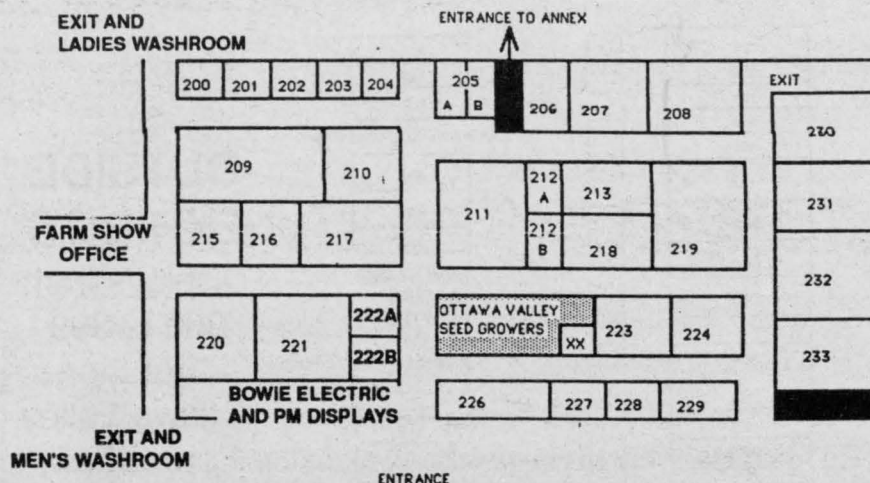 ENTRANCE TO ANNEX
EXIT AND
LADIES WASHROOM
EXIT
200 201 202 203 204
205
A B
206 207 208
230
209 210
211
212
A
213
231
FARM SHOW
OFFICE
215 216 217
212
B
218 219
232
OTTAWA VALLEY
SEED GROWERS
XX
223 224
220 221
222A
222B
233
BOWIE ELECTRIC
AND PM DISPLAYS
226 227 228 229
EXIT AND
MEN'S WASHROOM
ENTRANCE